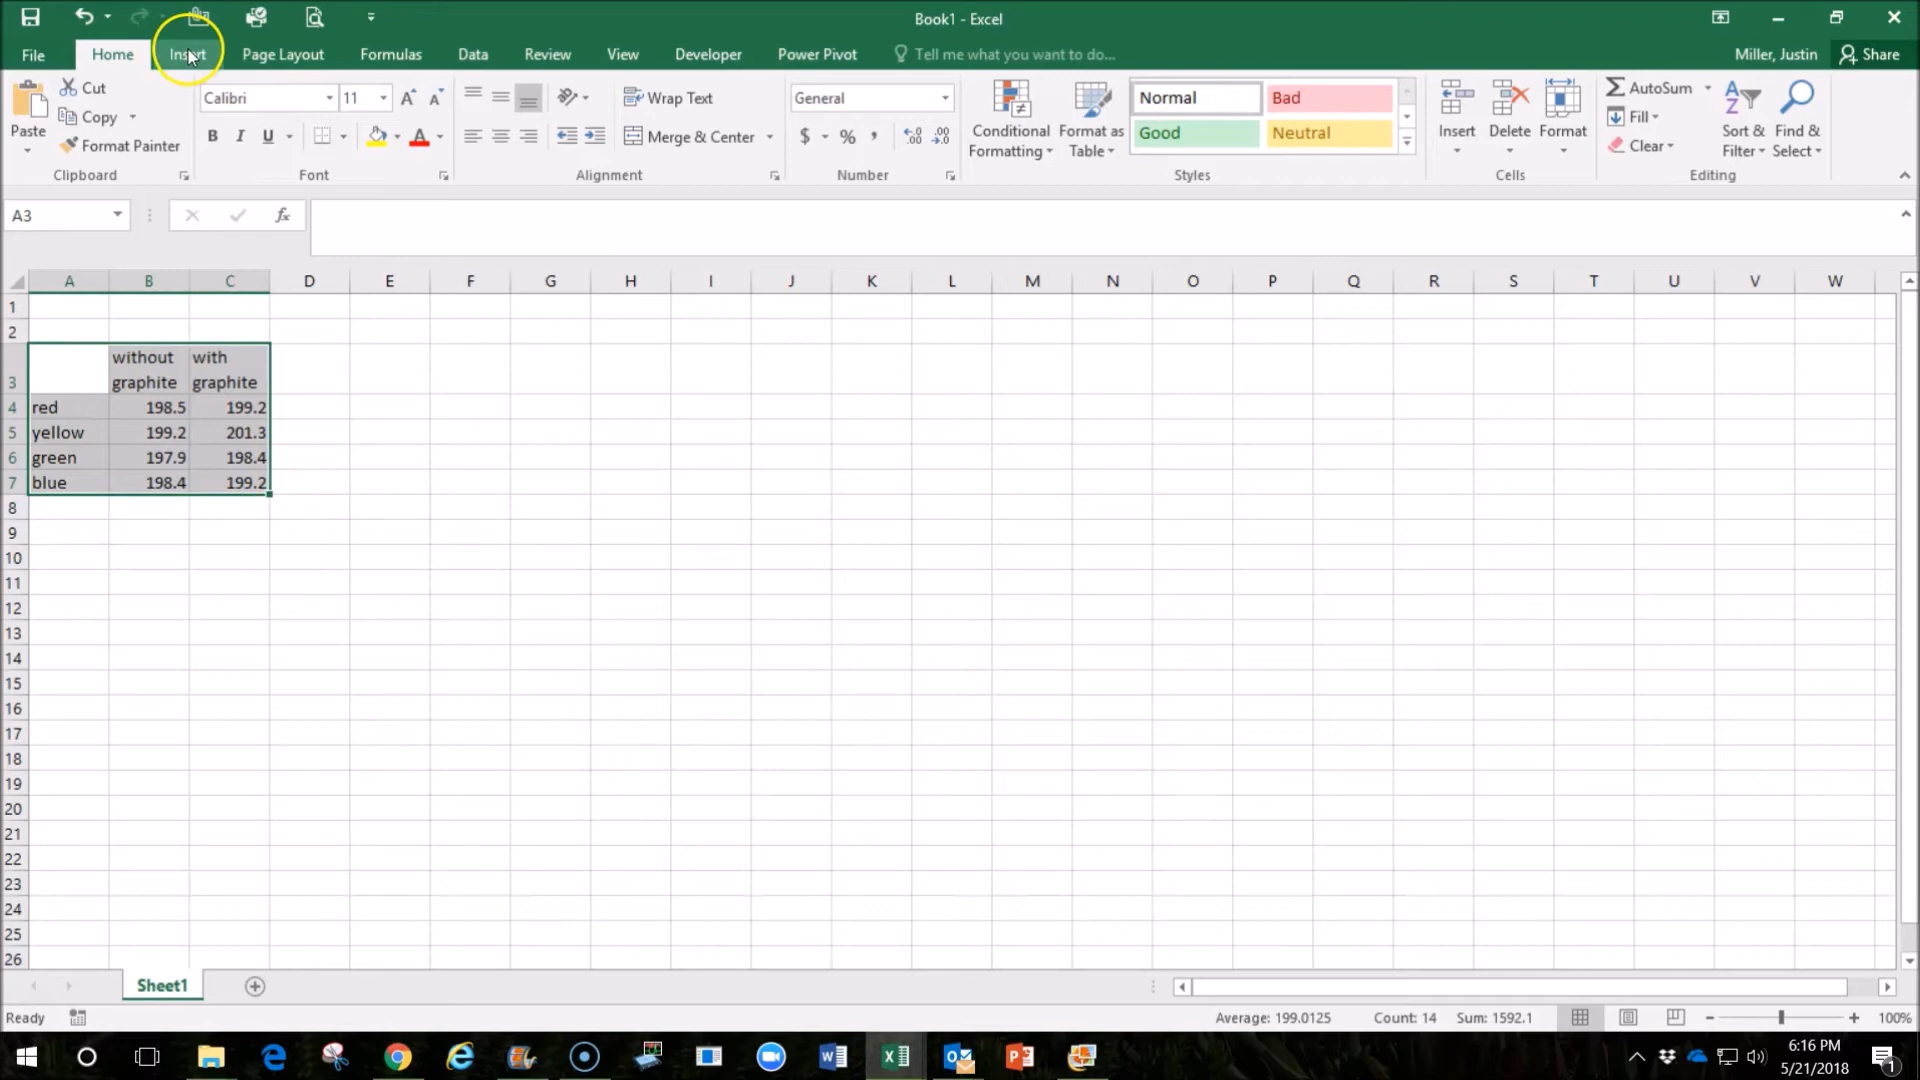 Book1 - Excel
File Home Insert Page Layout Formulas Data Review View Developer Power Pivot Tell me what you want to do... Miller, Justin Share
Paste
Cut
Copy
Format Painter
Clipboard
Calibri 11
B I U A
Font
Wrap Text
Merge & Center
Alignment
General
$ % ,
Number
Conditional Formatting
Format as Table
Normal Bad
Good Neutral
Styles
Insert Delete Format
Cells
AutoSum
Fill
Clear
Sort & Filter
Find & Select
Editing
A3 fx
A B C D E F G H I J K L M N O P Q R S T U V W
1
2
3 without graphite with graphite
4 red 198.5 199.2
5 yellow 199.2 201.3
6 green 197.9 198.4
7 blue 198.4 199.2
8
9
10
11
12
13
14
15
16
17
18
19
20
21
22
23
24
25
26
Sheet1
Ready Average: 199.0125 Count: 14 Sum: 1592.1 100%
6:16 PM
5/21/2018
1